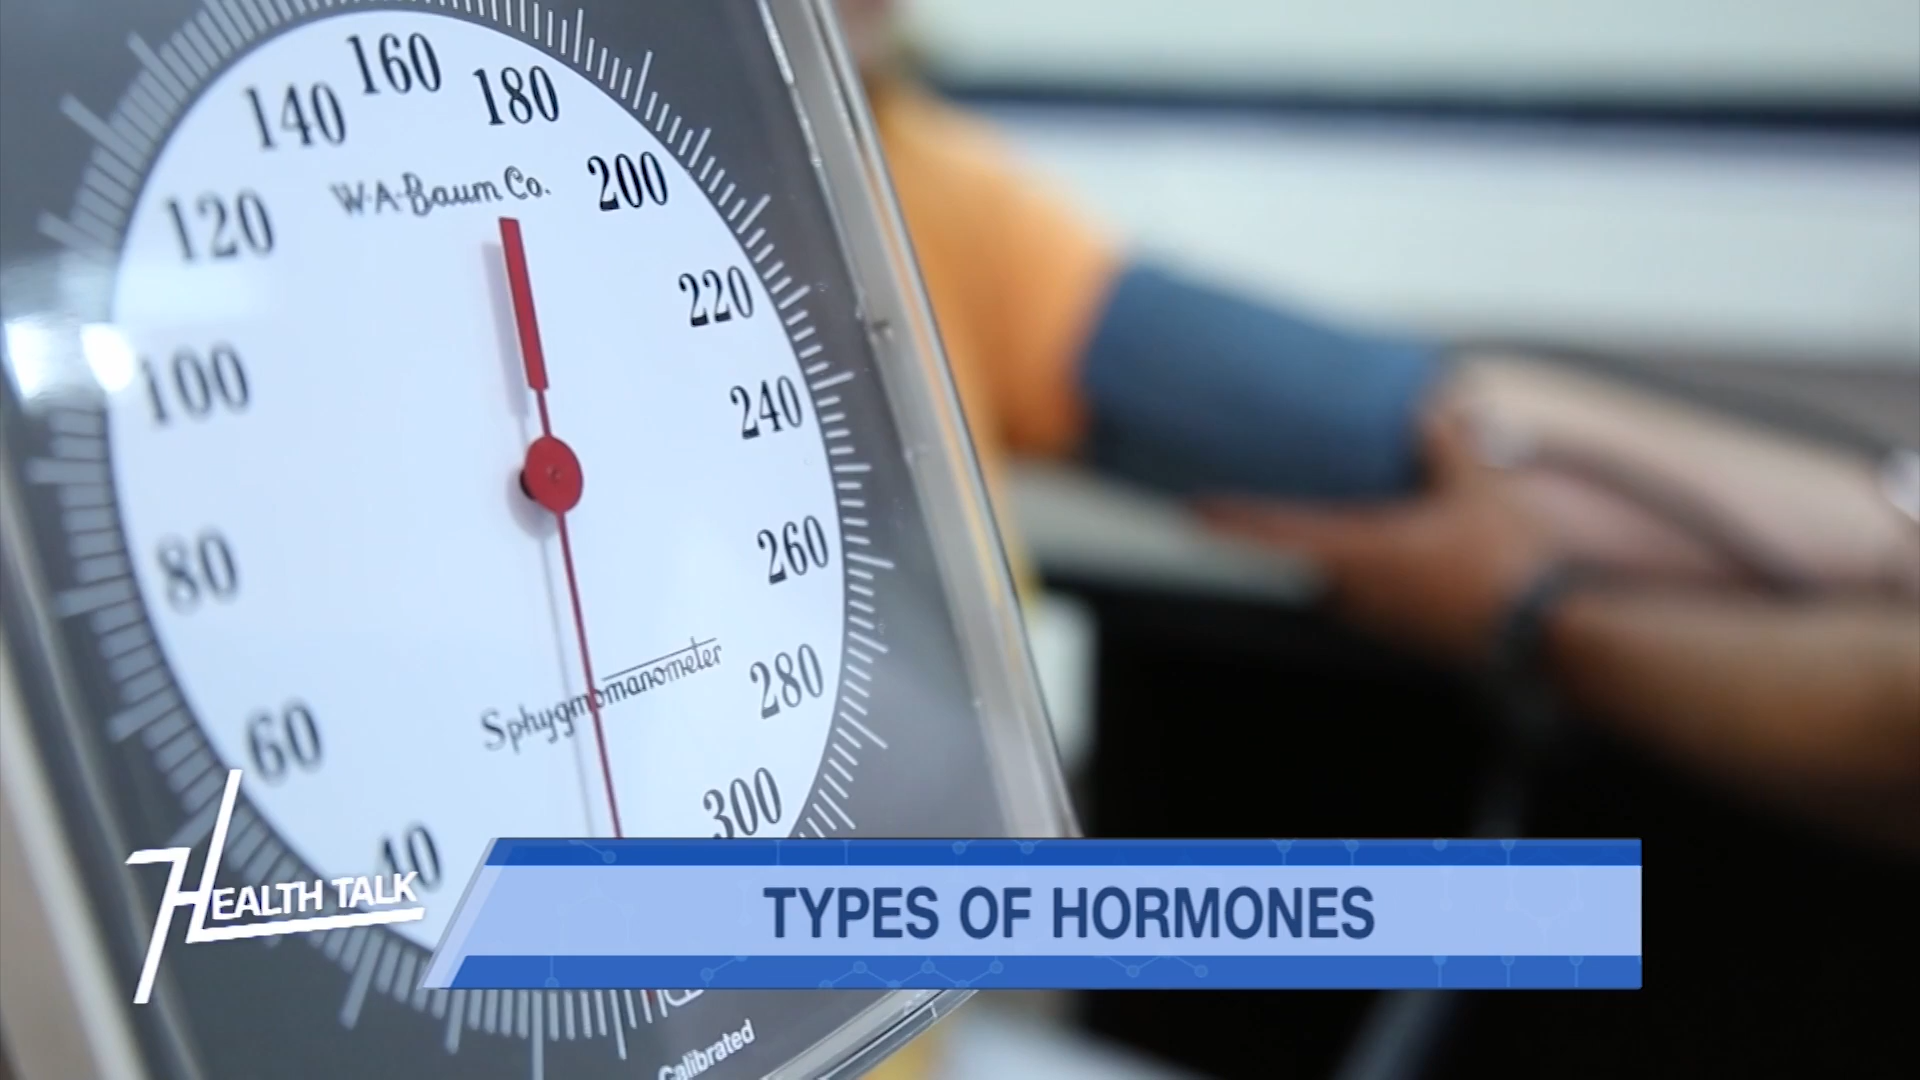 160
180
140
200
W.A.Baum Co.
120
220
100
240
260
80
Sphygmomanometer
280
60
300
40
HEALTH TALK
TYPES OF HORMONES
Calibrated